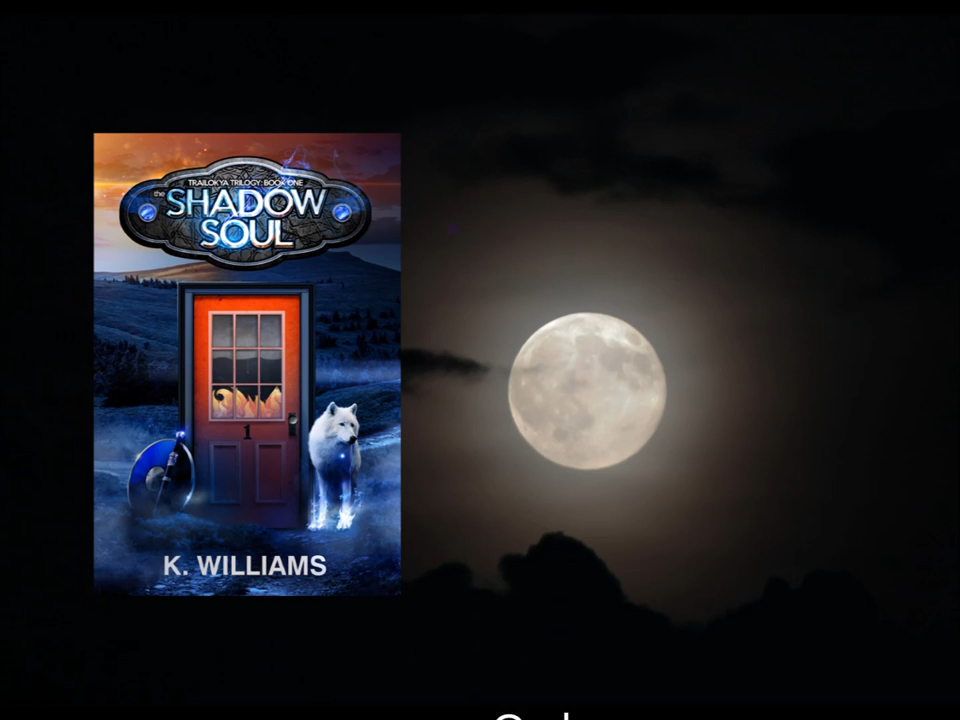 TRAILOKYA TRILOGY: BOOK ONE
the SHADOW
SOUL
1
K. WILLIAMS